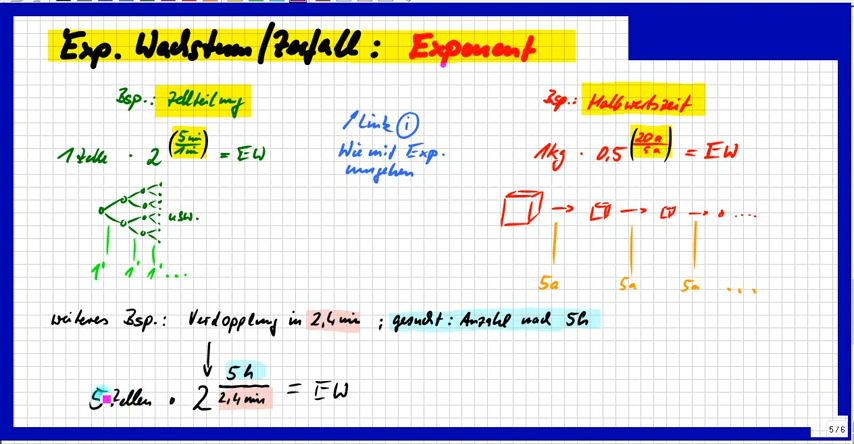 Exp. Wachstum/Zerfall: Exponent
Bsp.: Zellteilung
1 Zelle · 2^(5 min/1 min) = EW
usw.
1' 1' 1' ...
↑ Link ⓘ
Wie mit Exp.
umgehen
Bsp.: Halbwertszeit
1kg · 0,5^(20a/5a) = EW
→ → → ....
5a 5a 5a ...
weiteres Bsp.: Verdopplung in 2,4 min ; gesucht: Anzahl nach 5h
5 Zellen · 2^(5h/2,4 min) = EW
5/6